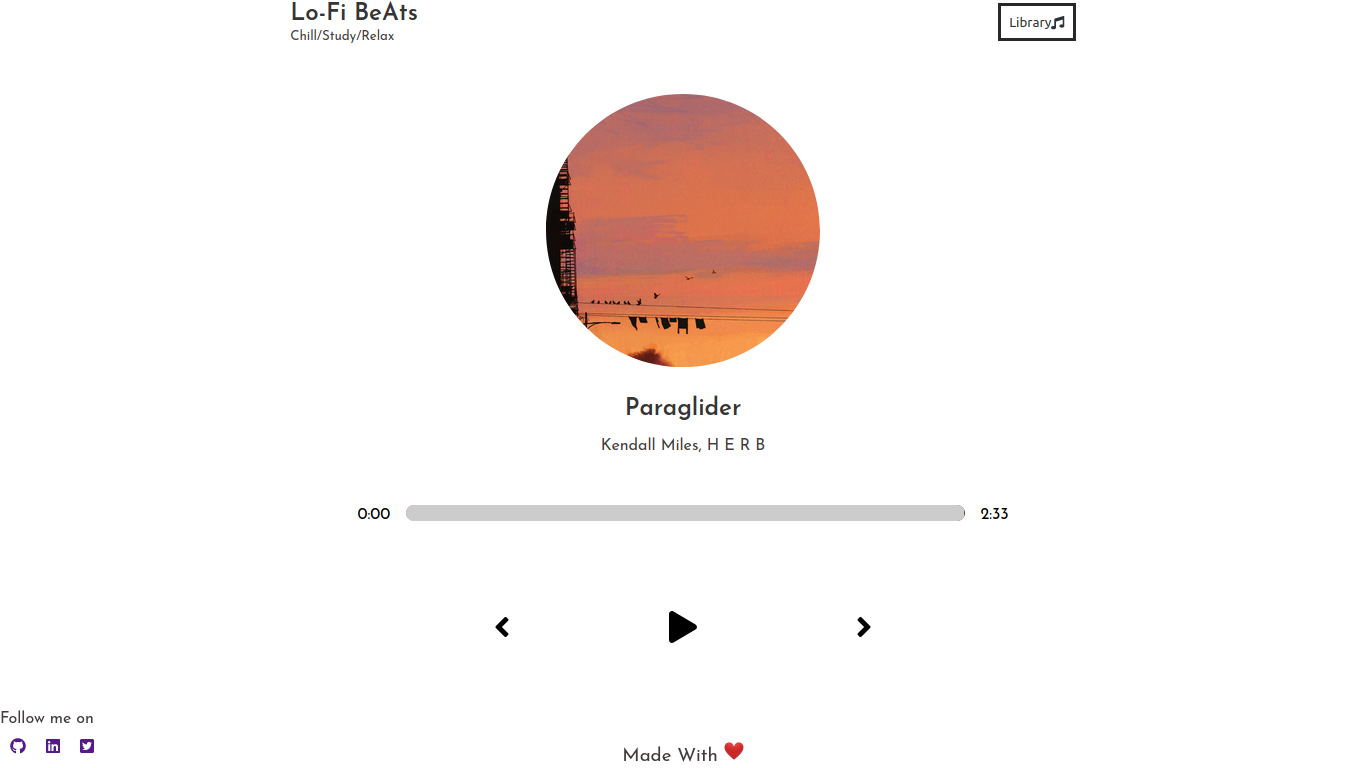 Lo-Fi BeAts
Chill/Study/Relax
Library
Paraglider
Kendall Miles, H E R B
0:00
2:33
Follow me on
Made With ❤️